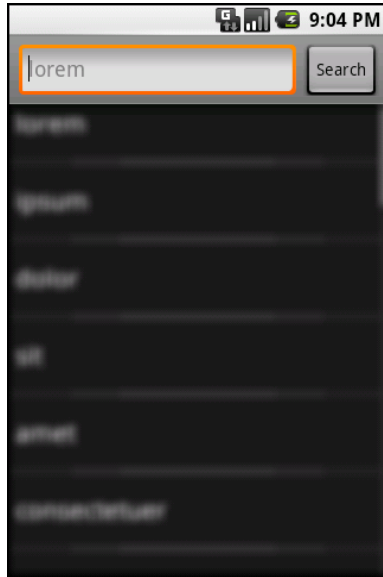 9:04 PM
lorem
Search
lorem
ipsum
dolor
sit
amet
consectetuer